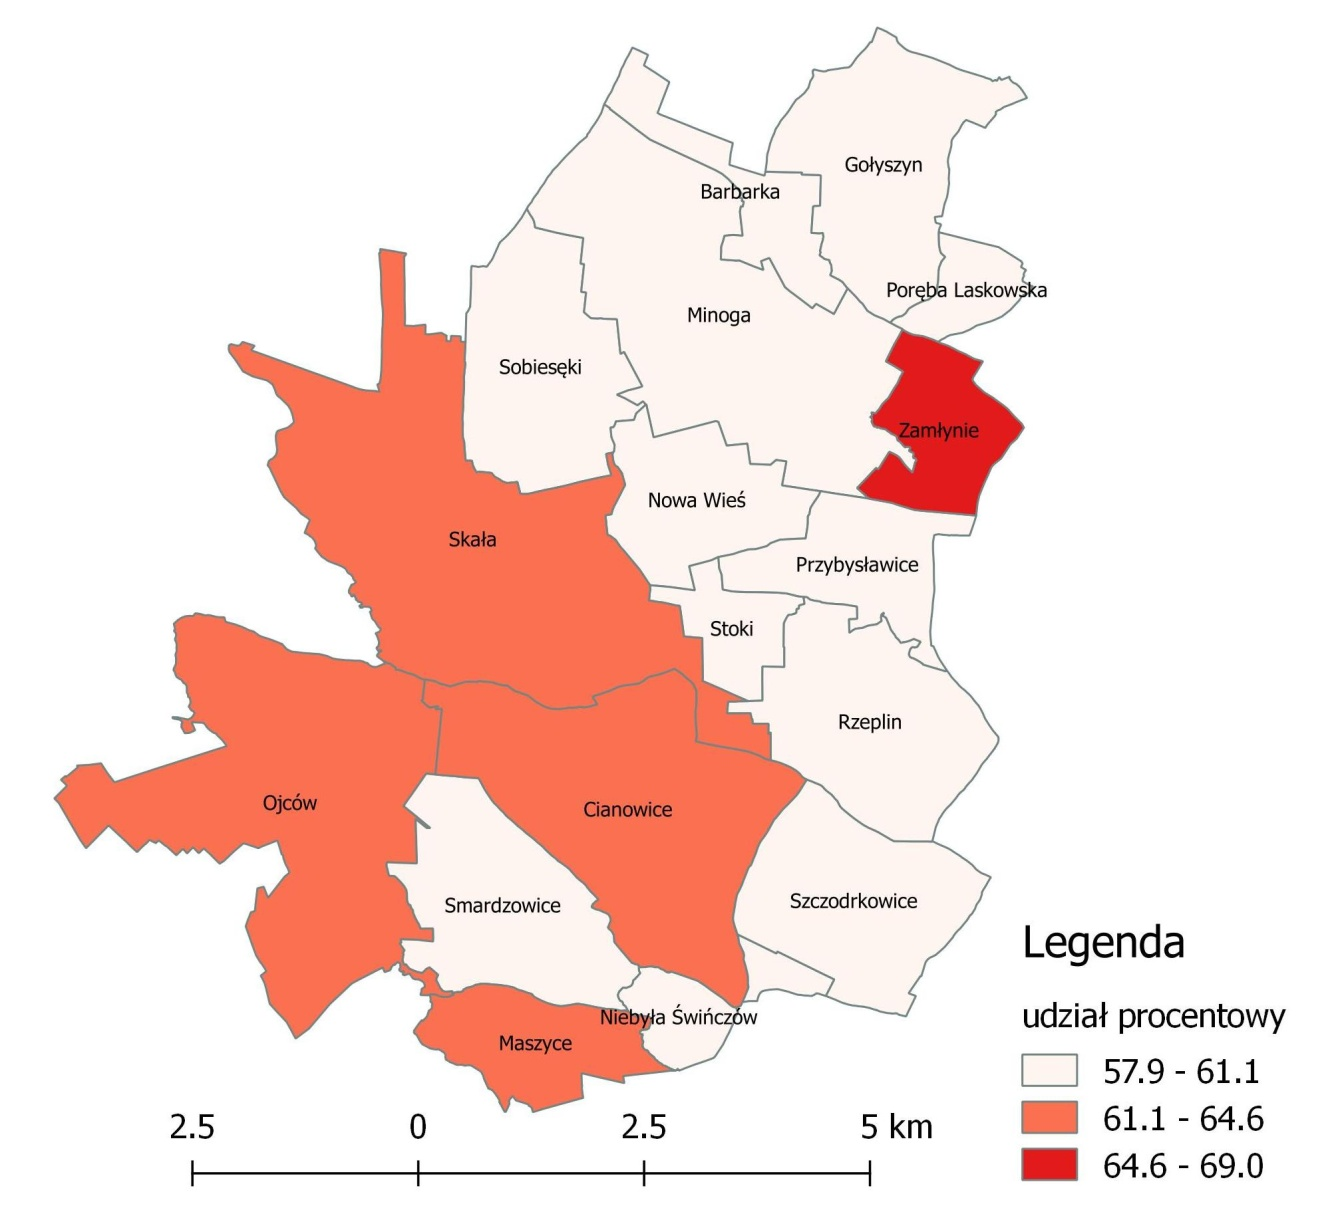 Gołyszyn
Barbarka
Poręba Laskowska
Minoga
Sobiesęki
Zamłynie
Nowa Wieś
Skała
Przybysławice
Stoki
Rzeplin
Ojców
Cianowice
Szczodrkowice
Smardzowice
Niebyła Świńczów
Maszyce
Legenda
udział procentowy
57.9 - 61.1
61.1 - 64.6
64.6 - 69.0
2.5 0 2.5 5 km